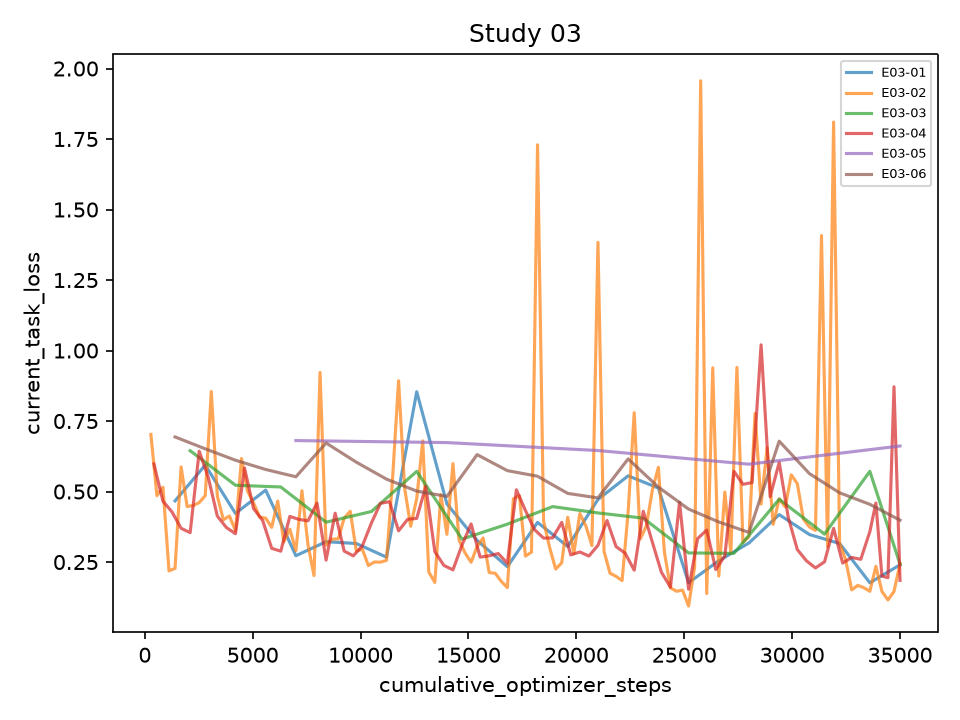 Study 03
2.00
1.75
1.50
1.25
1.00
0.75
0.50
0.25
current_task_loss
E03-01
E03-02
E03-03
E03-04
E03-05
E03-06
0 5000 10000 15000 20000 25000 30000 35000
cumulative_optimizer_steps